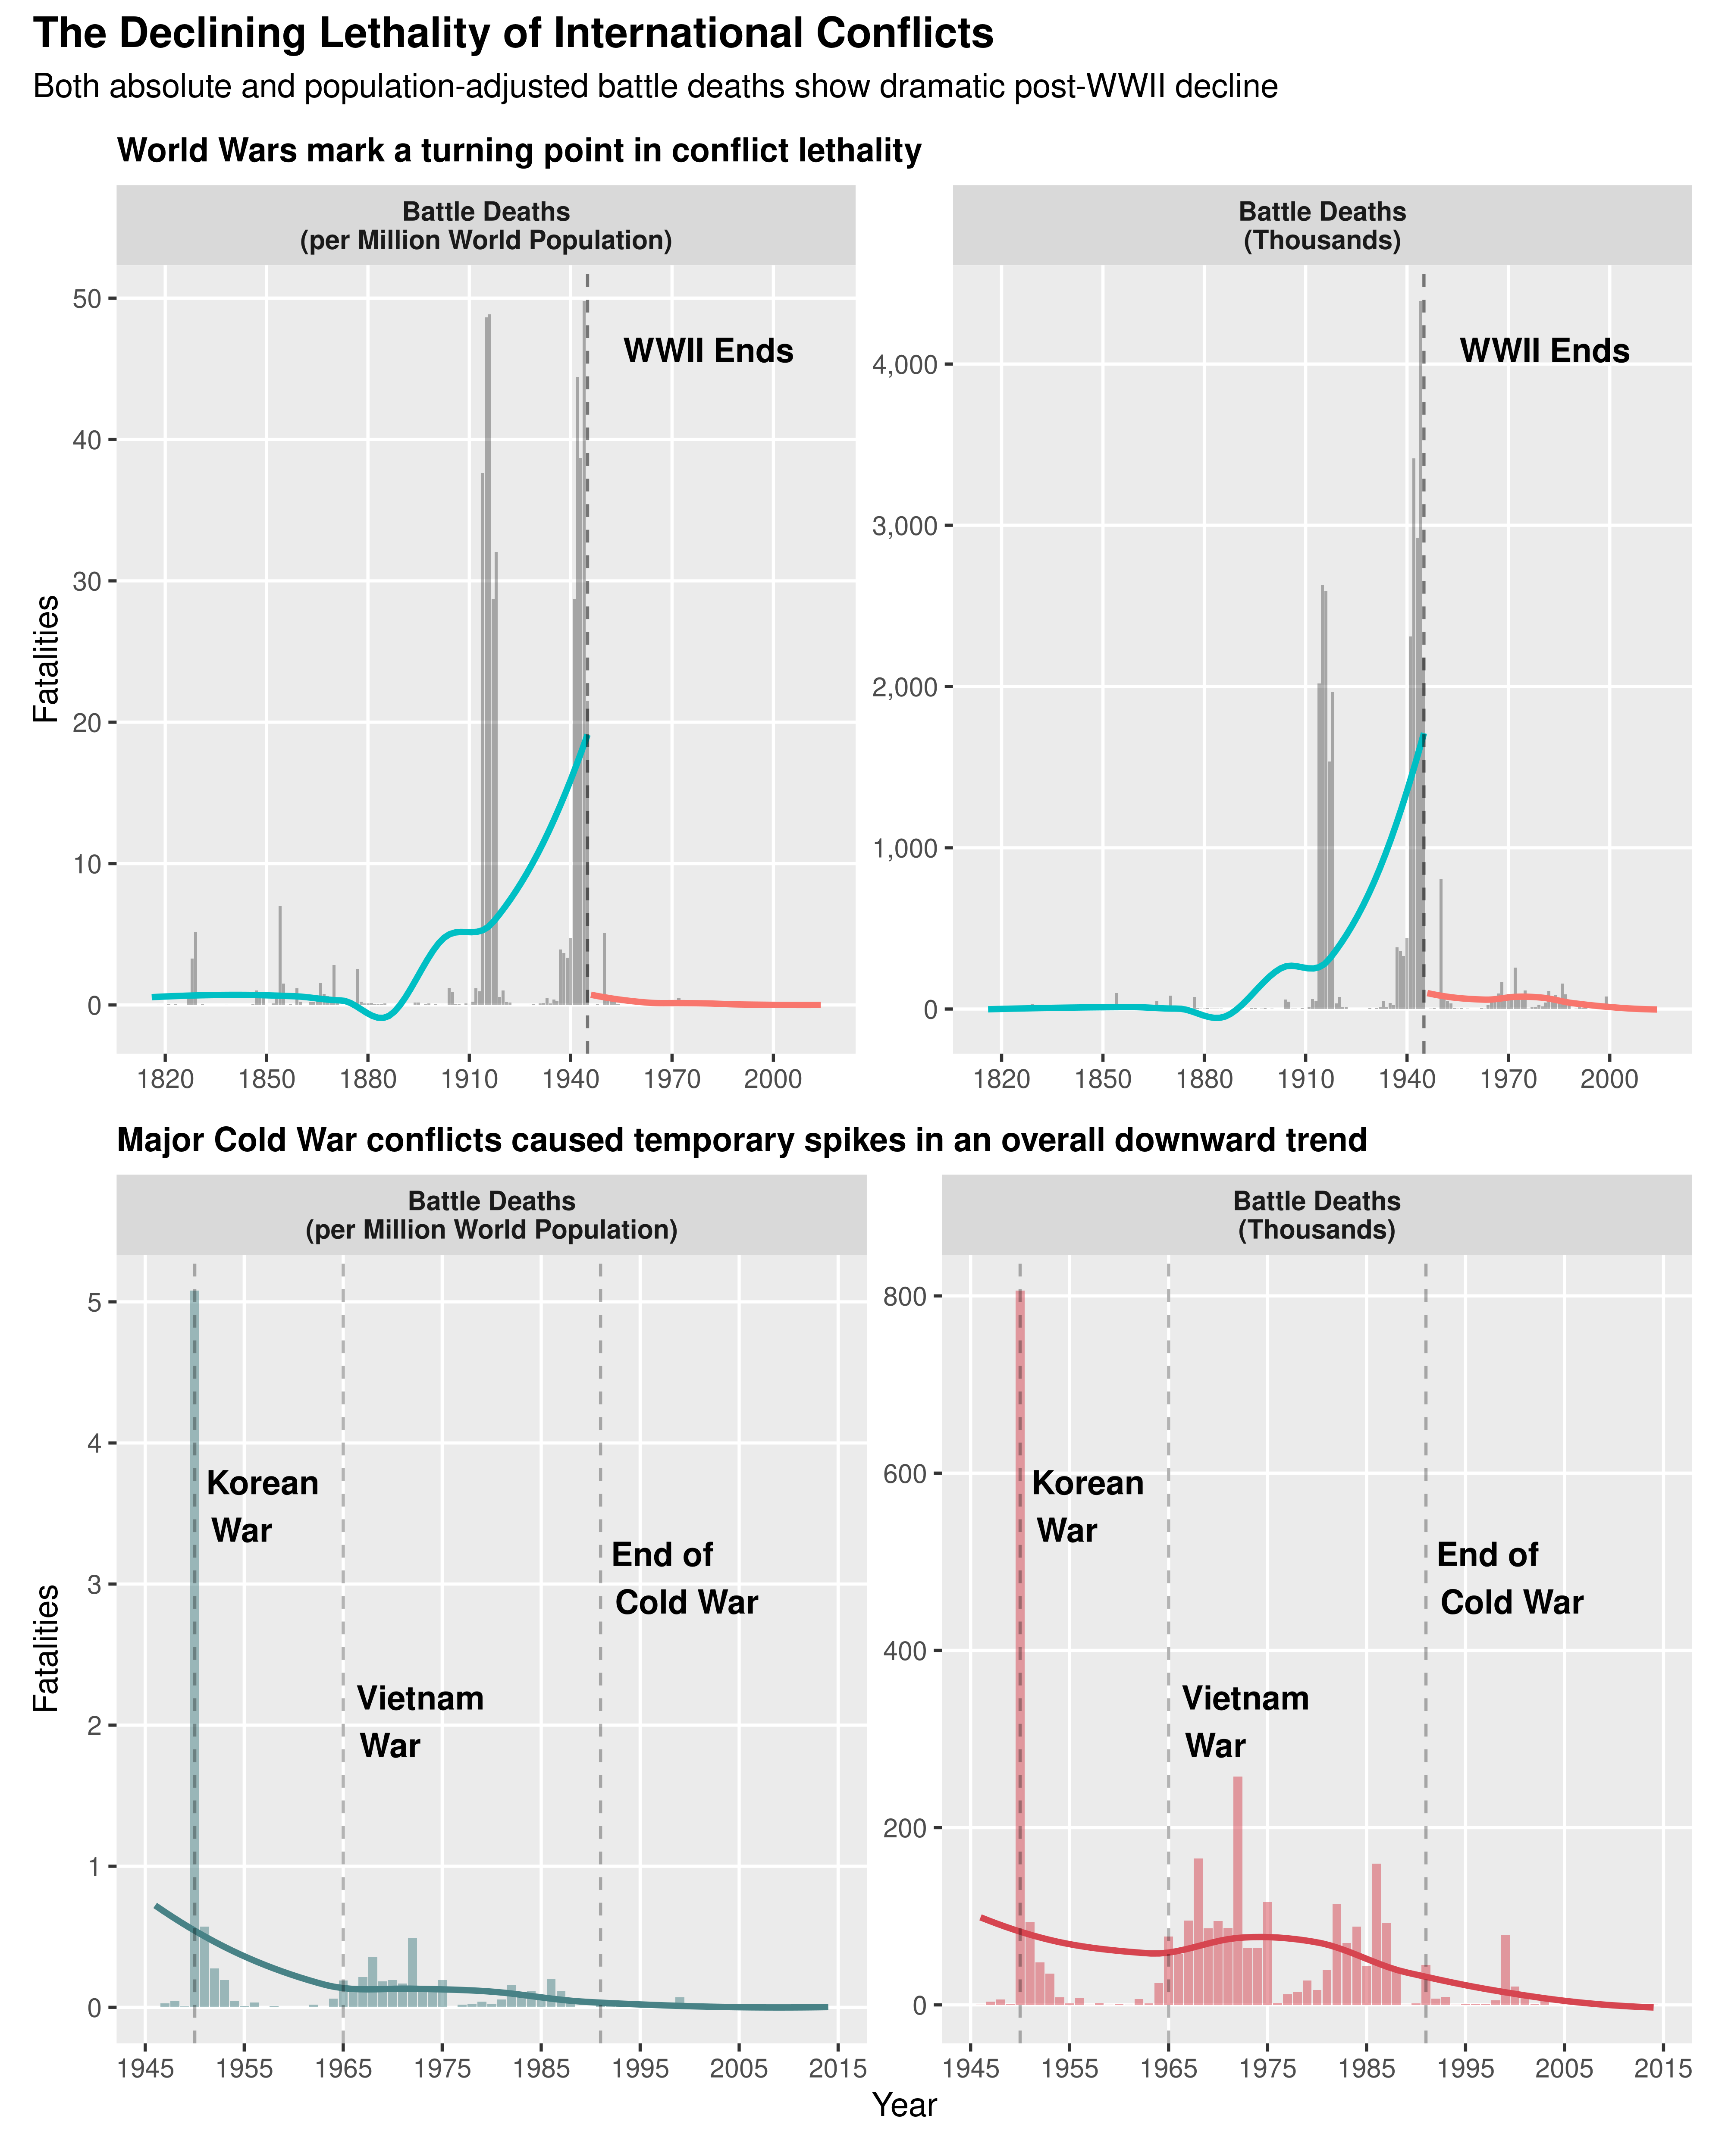 The Declining Lethality of International Conflicts
Both absolute and population-adjusted battle deaths show dramatic post-WWII decline
World Wars mark a turning point in conflict lethality
Battle Deaths
(per Million World Population)
Fatalities
50
40
30
20
10
0
WWII Ends
1820 1850 1880 1910 1940 1970 2000
Battle Deaths
(Thousands)
4,000
3,000
2,000
1,000
0
WWII Ends
1820 1850 1880 1910 1940 1970 2000
Major Cold War conflicts caused temporary spikes in an overall downward trend
Battle Deaths
(per Million World Population)
Fatalities
5
4
3
2
1
0
Korean
War
Vietnam
War
End of
Cold War
1945 1955 1965 1975 1985 1995 2005 2015
Battle Deaths
(Thousands)
800
600
400
200
0
Korean
War
Vietnam
War
End of
Cold War
1945 1955 1965 1975 1985 1995 2005 2015
Year